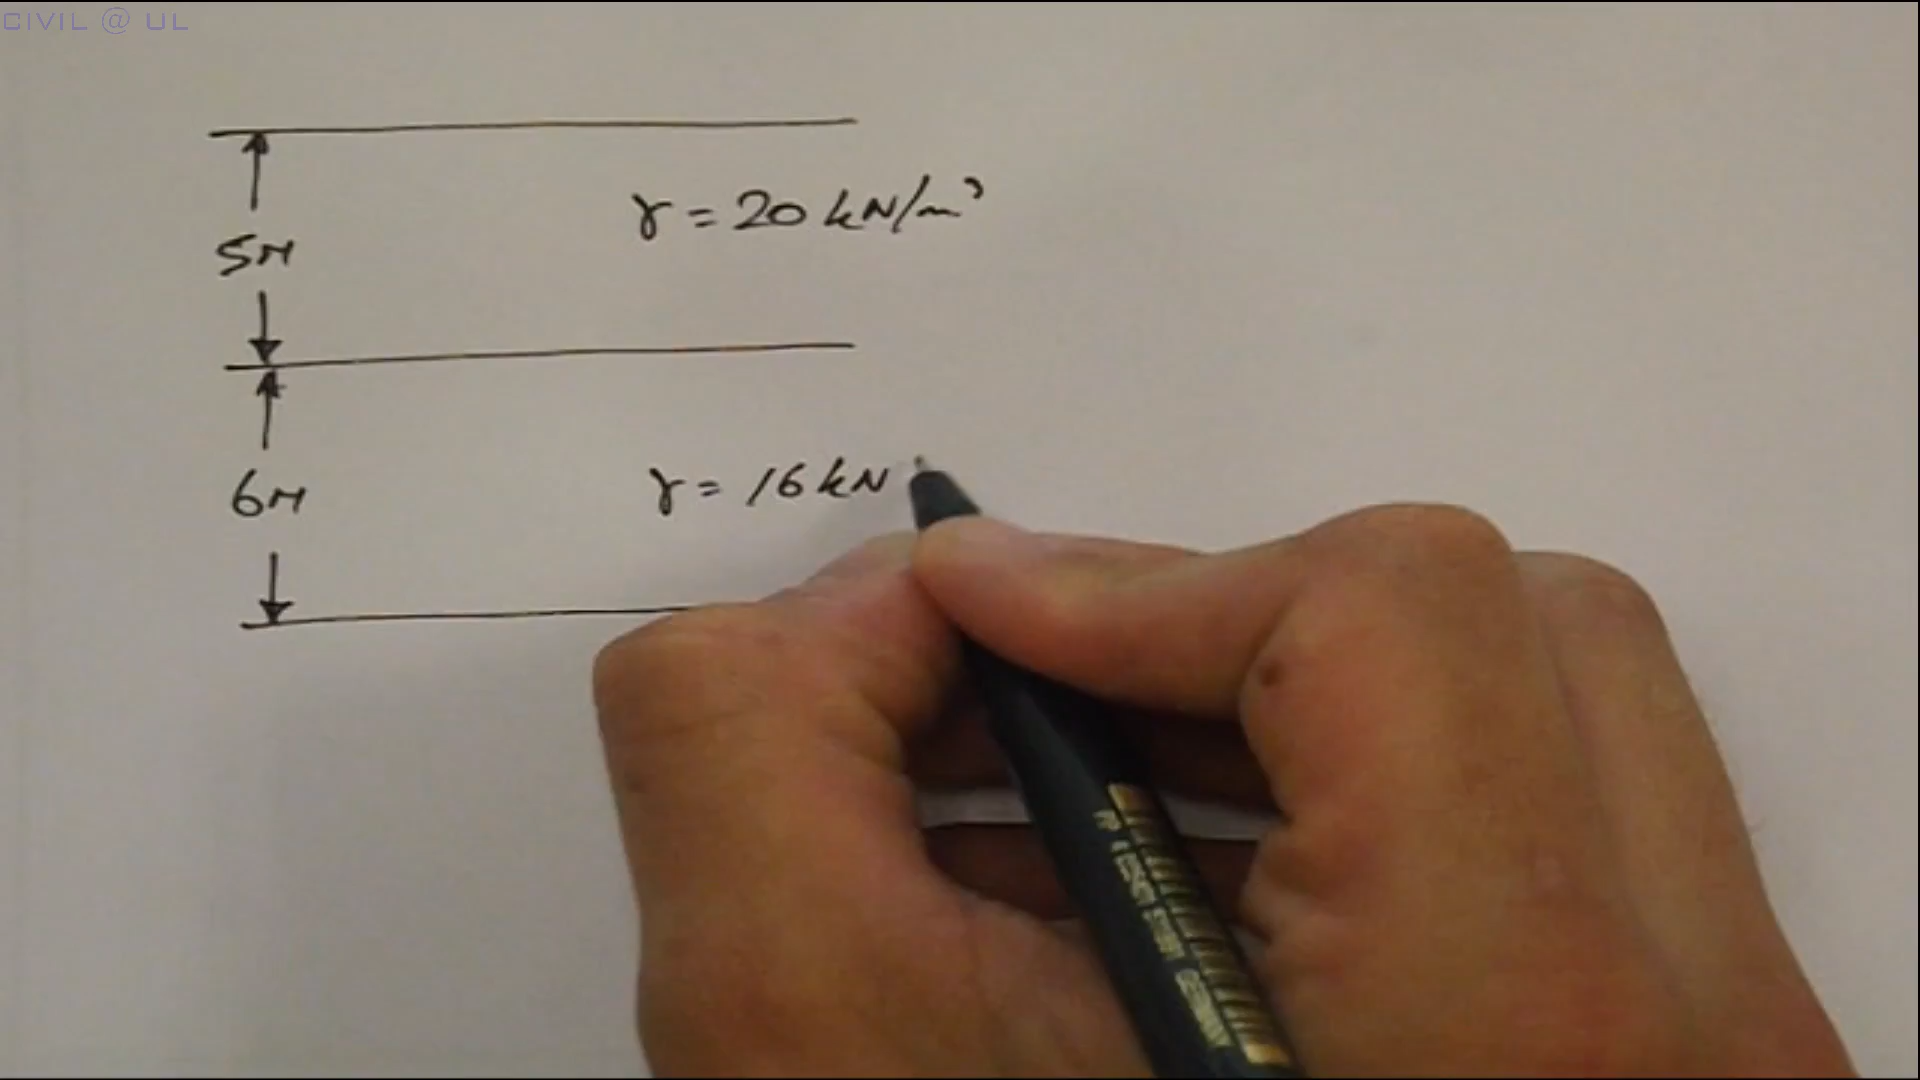 CIVIL @ UL
γ = 20 kN/m³
5M
γ = 16 kN
6M